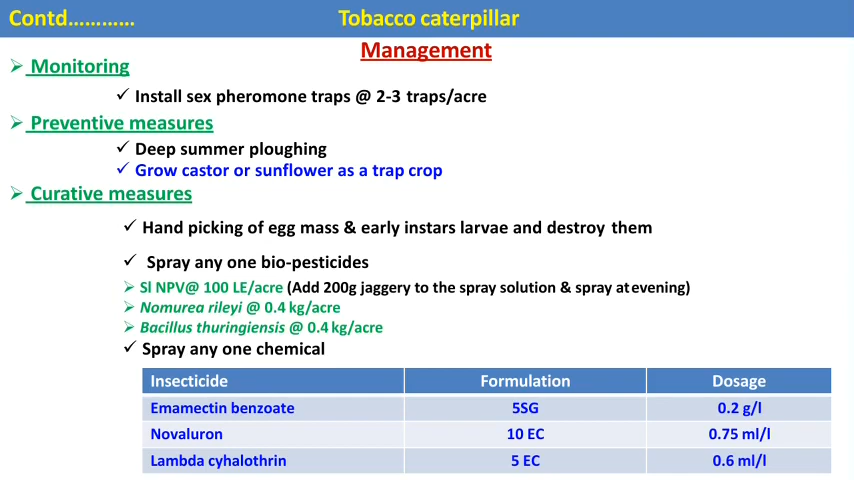 Contd………… Tobacco caterpillar
Management
➢ Monitoring
✓ Install sex pheromone traps @ 2-3 traps/acre
➢ Preventive measures
✓ Deep summer ploughing
✓ Grow castor or sunflower as a trap crop
➢ Curative measures
✓ Hand picking of egg mass & early instars larvae and destroy them
✓ Spray any one bio-pesticides
➢ Sl NPV@ 100 LE/acre (Add 200g jaggery to the spray solution & spray at evening)
➢ Nomurea rileyi @ 0.4 kg/acre
➢ Bacillus thuringiensis @ 0.4 kg/acre
✓ Spray any one chemical
Insecticide Formulation Dosage
Emamectin benzoate 5SG 0.2 g/l
Novaluron 10 EC 0.75 ml/l
Lambda cyhalothrin 5 EC 0.6 ml/l